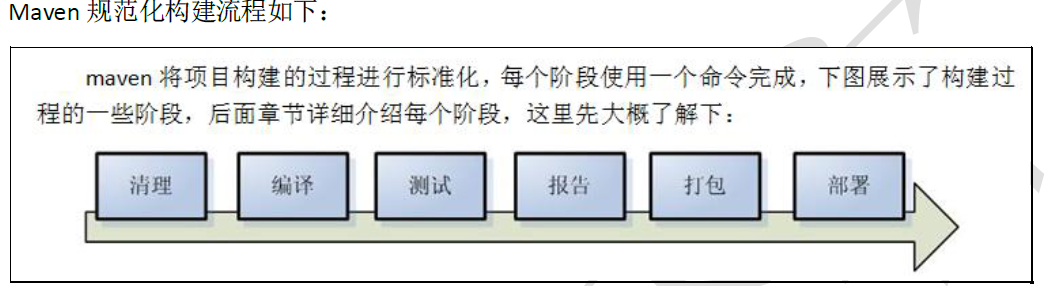 Maven 规范化构建流程如下：
maven 将项目构建的过程进行标准化，每个阶段使用一个命令完成，下图展示了构建过
程的一些阶段，后面章节详细介绍每个阶段，这里先大概了解下：
清理 编译 测试 报告 打包 部署